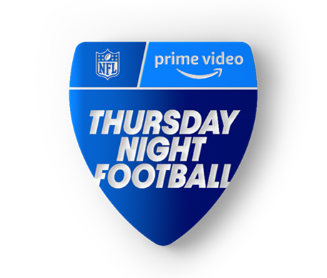 NFL
prime video
THURSDAY
NIGHT
FOOTBALL